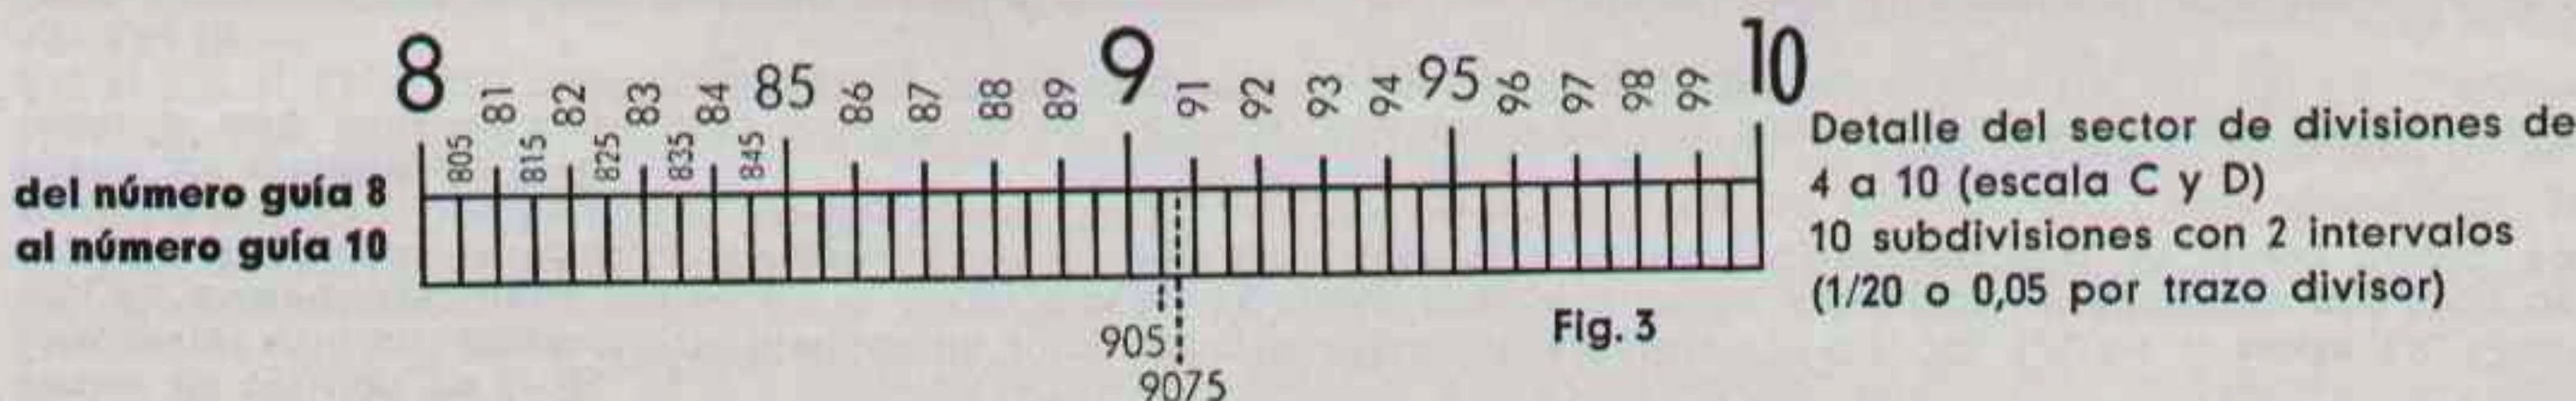 8 81 82 83 84 85 86 87 88 89 9 91 92 93 94 95 96 97 98 99 10
805 815 825 835 845
del número guía 8
al número guía 10
905
9075
Fig. 3
Detalle del sector de divisiones de
4 a 10 (escala C y D)
10 subdivisiones con 2 intervalos
(1/20 o 0,05 por trazo divisor)